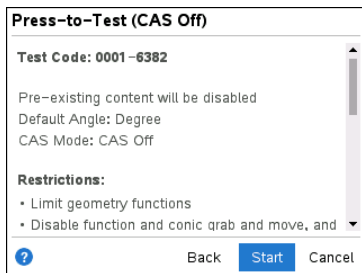 Press-to-Test (CAS Off)
Test Code: 0001-6382
Pre-existing content will be disabled
Default Angle: Degree
CAS Mode: CAS Off
Restrictions:
• Limit geometry functions
• Disable function and conic grab and move, and
?
Back Start Cancel